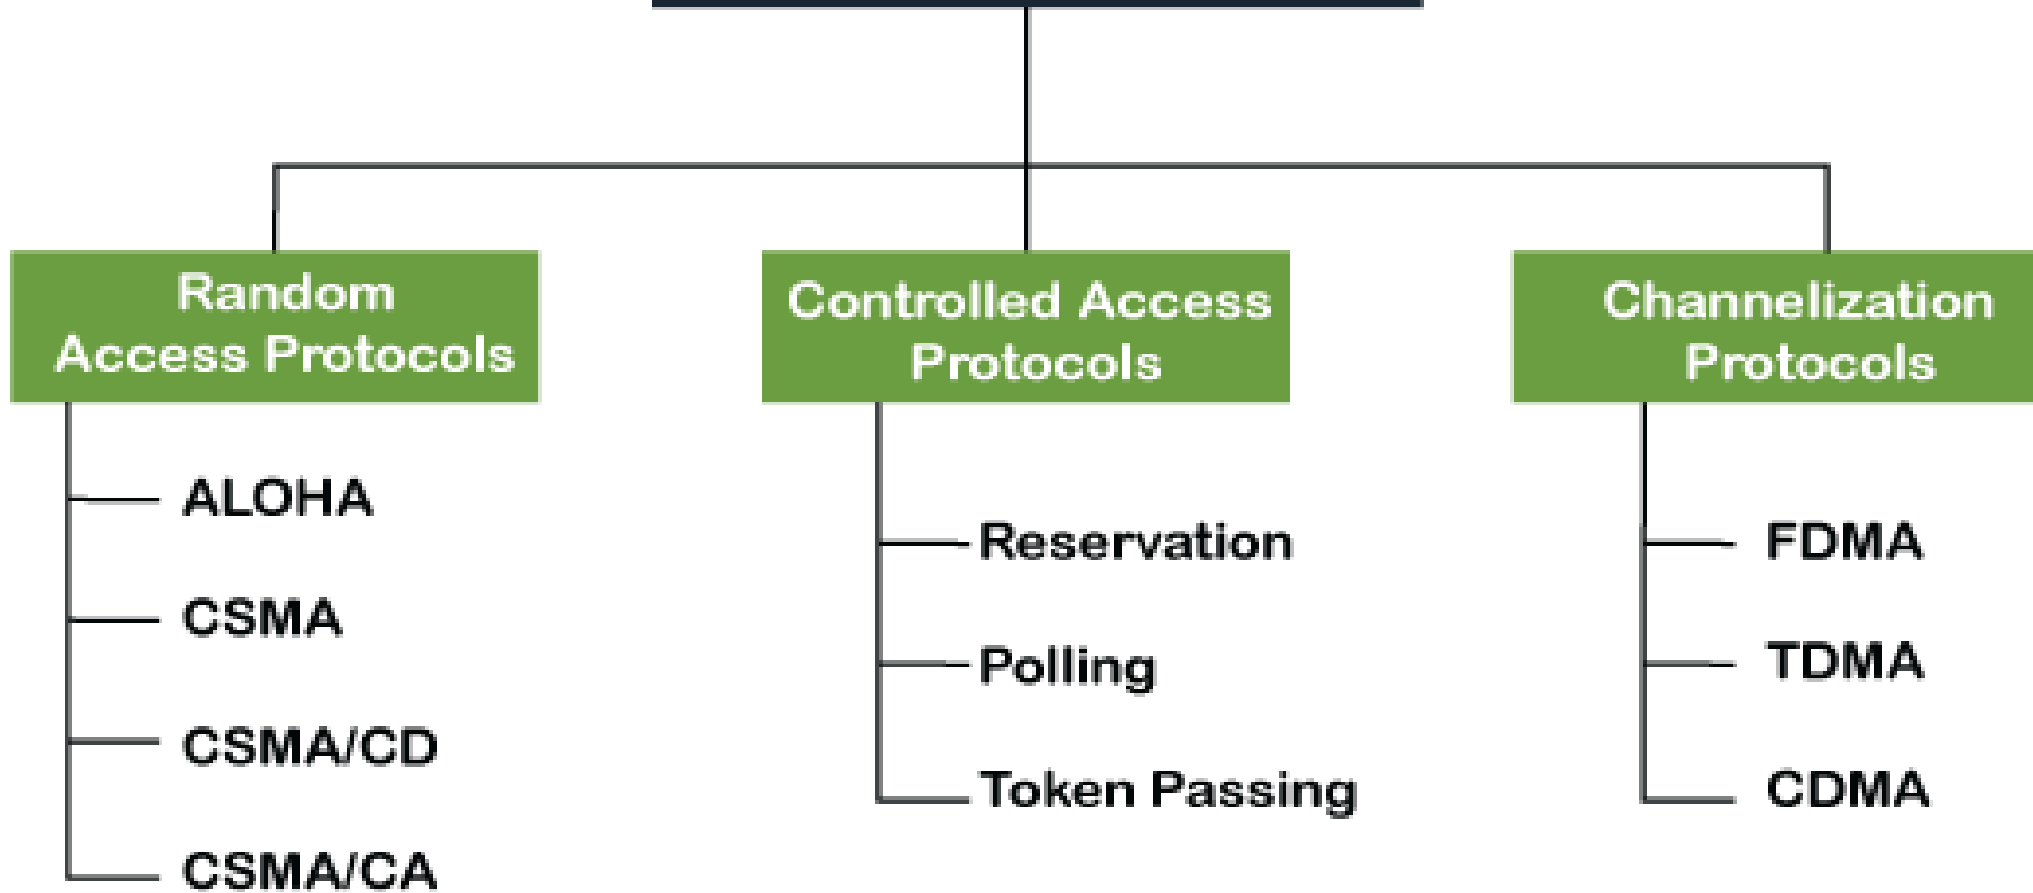 Random
Access Protocols
ALOHA
CSMA
CSMA/CD
CSMA/CA
Controlled Access
Protocols
Reservation
Polling
Token Passing
Channelization
Protocols
FDMA
TDMA
CDMA